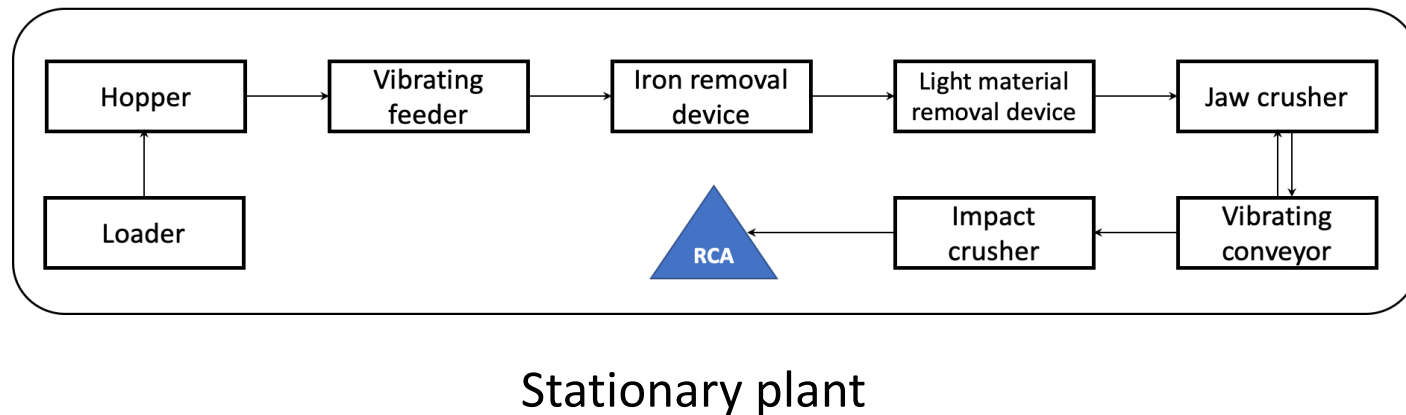 Hopper
Vibrating
feeder
Iron removal
device
Light material
removal device
Jaw crusher
Loader
RCA
Impact
crusher
Vibrating
conveyor
Stationary plant